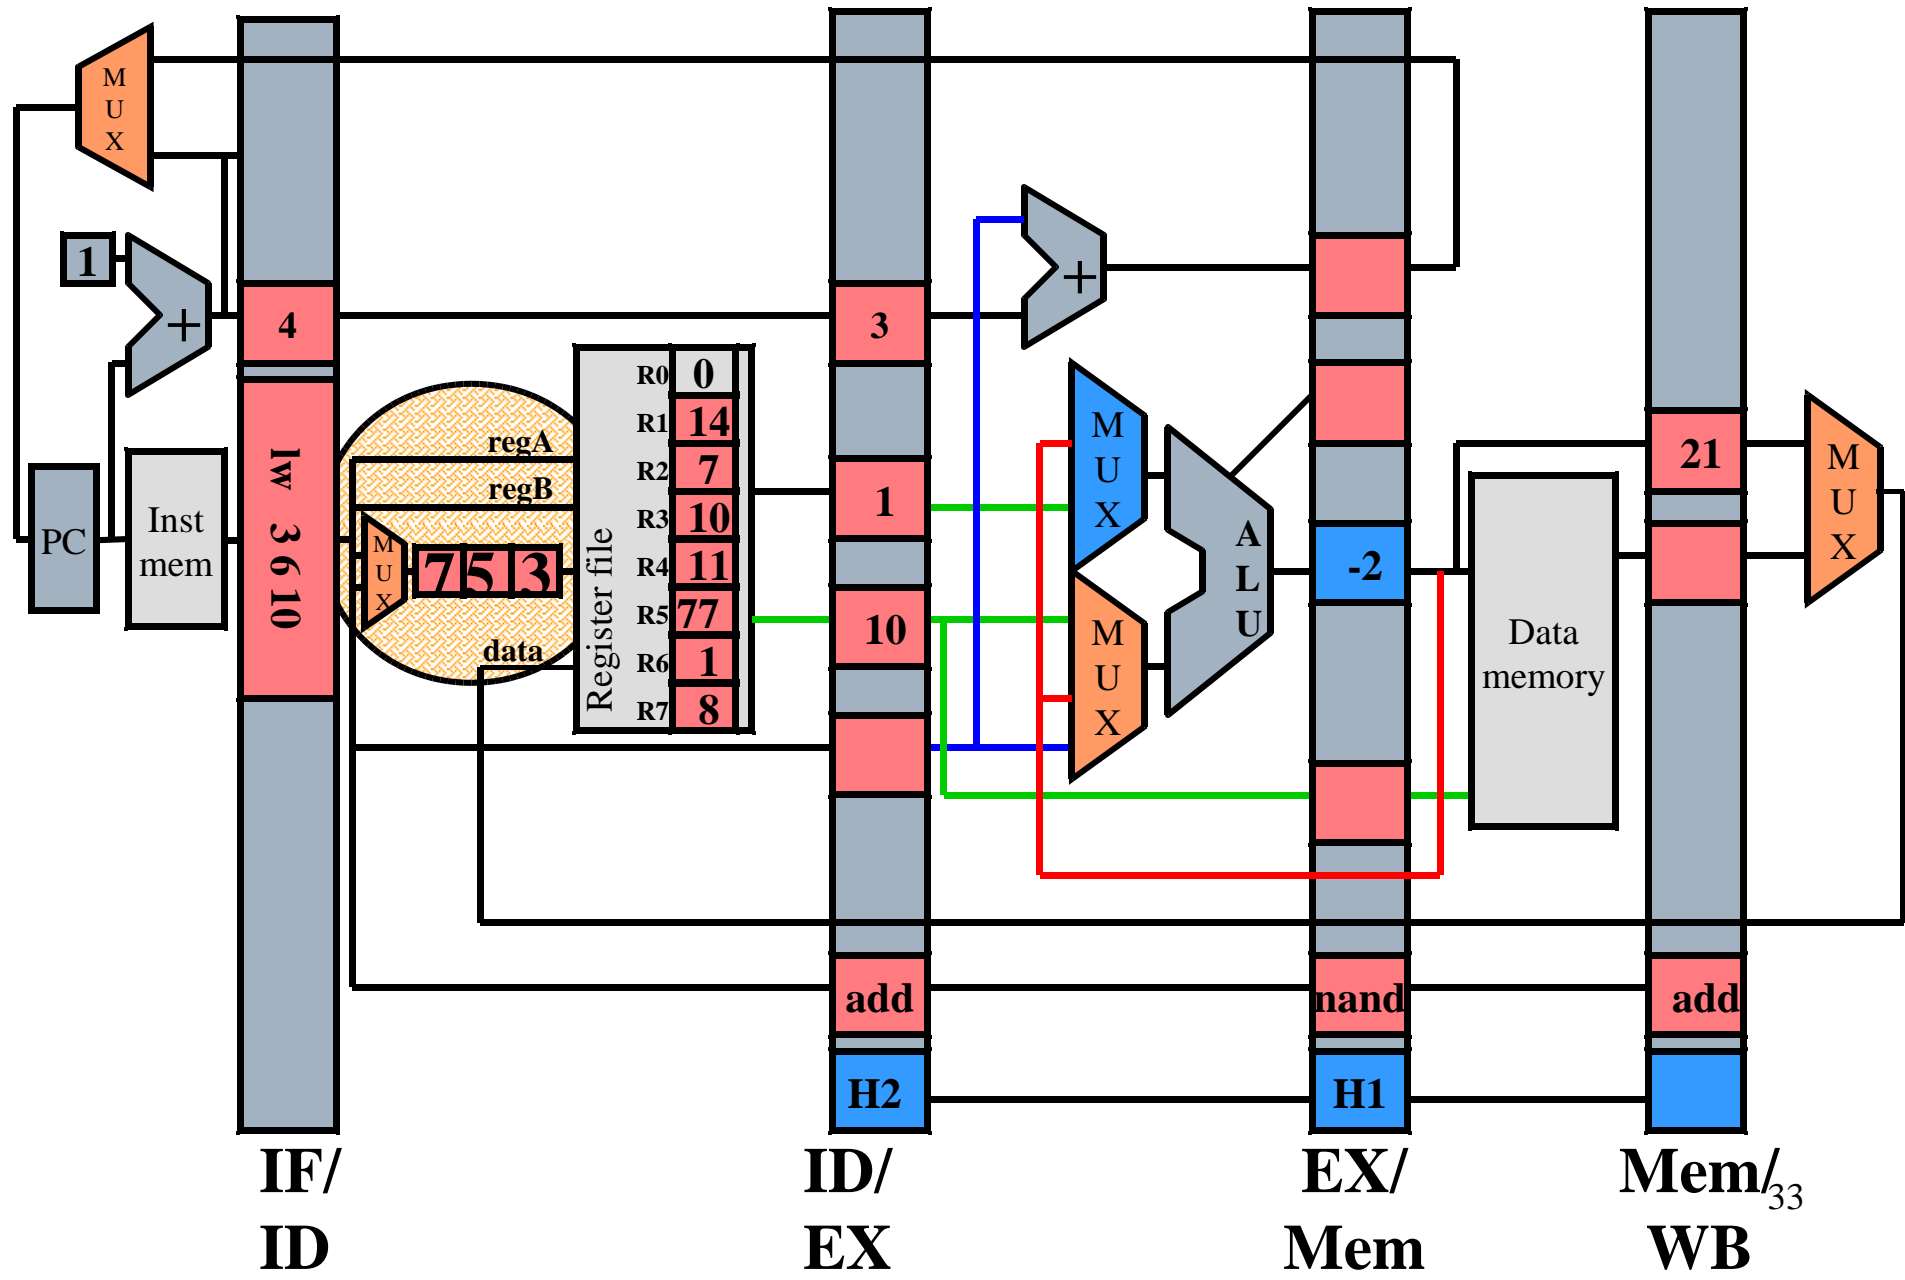 M
U
X
1
+
4
lw 3 6 10
PC
Inst
mem
regA
regB
M
U
X
7 5 3
data
Register file
R0 0
R1 14
R2 7
R3 10
R4 11
R5 77
R6 1
R7 8
3
1
10
add
H2
+
M
U
X
M
U
X
A
L
U
-2
nand
H1
Data
memory
21
add
M
U
X
IF/
ID
ID/
EX
EX/
Mem
Mem/
WB
33